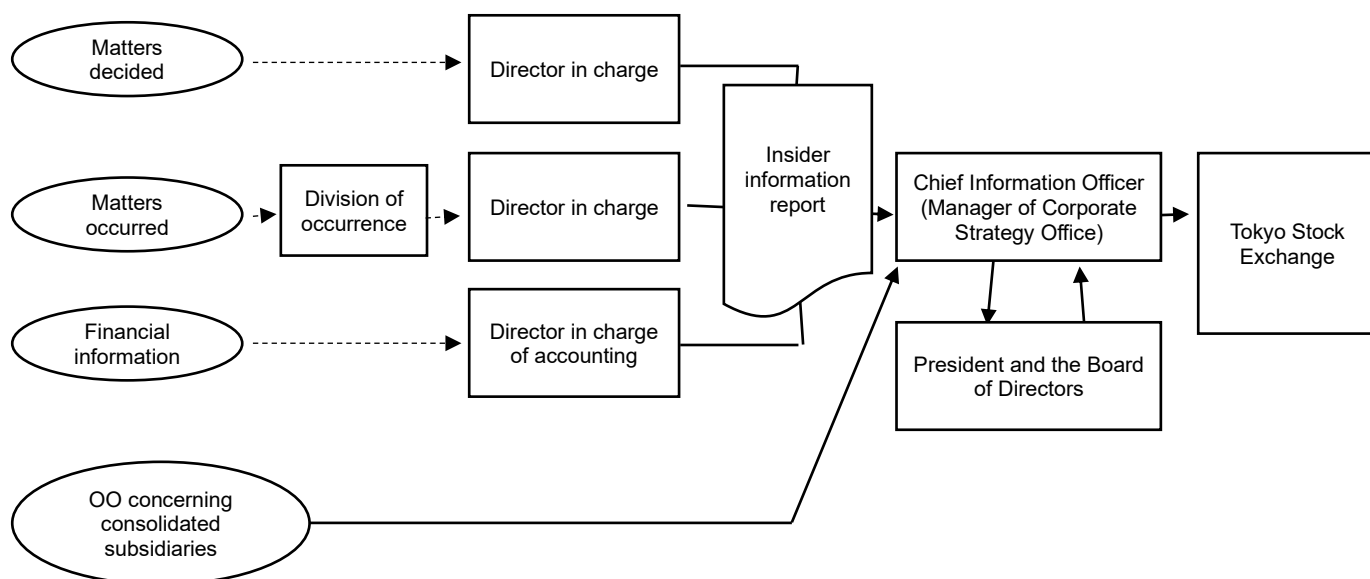 Matters
decided
Director in charge
Insider
information
report
Matters
occurred
Division of
occurrence
Director in charge
Chief Information Officer
(Manager of Corporate
Strategy Office)
Tokyo Stock
Exchange
Financial
information
Director in charge
of accounting
President and the Board
of Directors
OO concerning
consolidated
subsidiaries